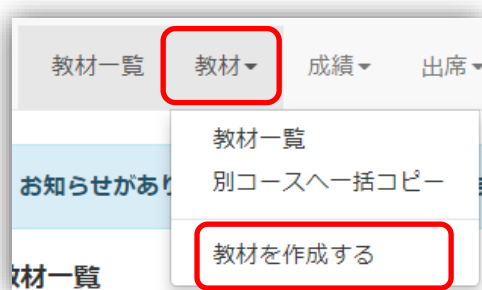 教材一覧 教材▾ 成績▾ 出席▾
教材一覧
別コースへ一括コピー
お知らせがあり
教材を作成する
材一覧